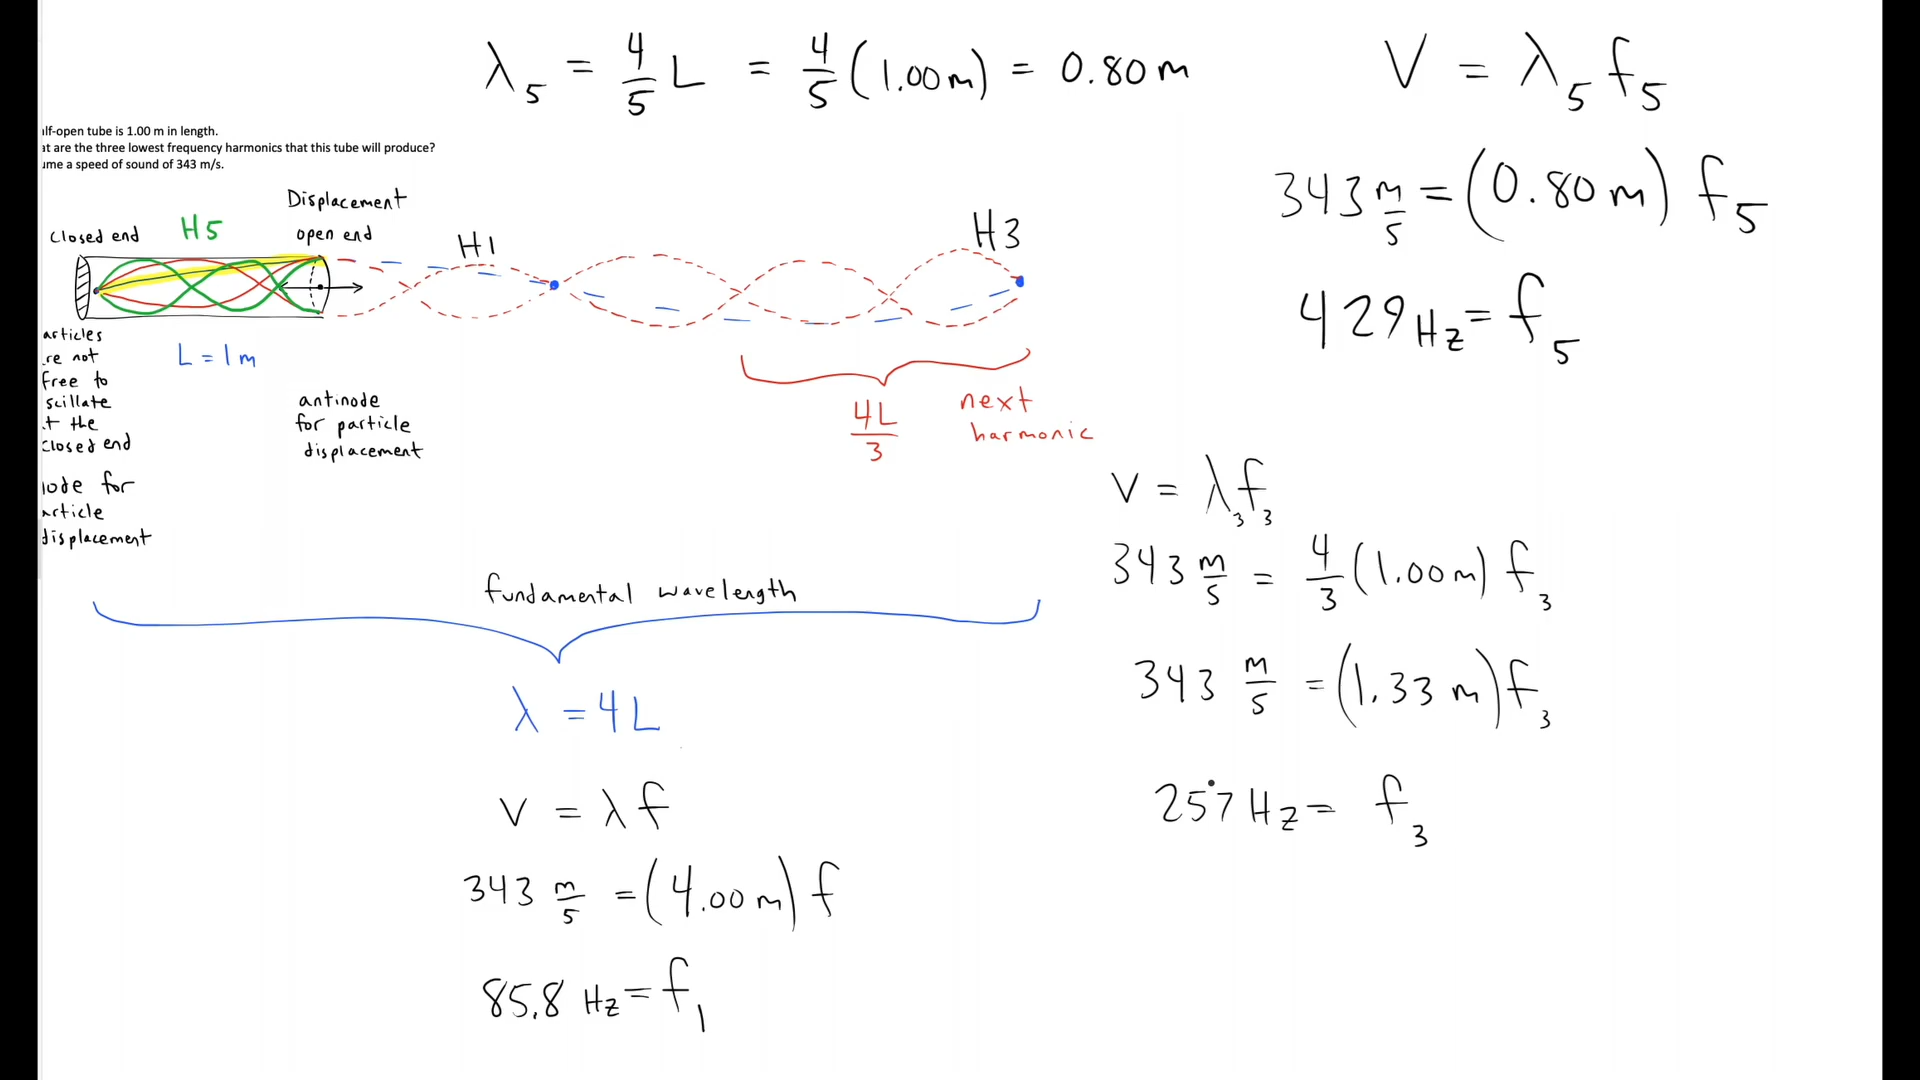 λ₅ = 4/5 L = 4/5 (1.00 m) = 0.80 m
V = λ₅ f₅
343 m/s = (0.80 m) f₅
429 Hz = f₅
lf-open tube is 1.00 m in length.
at are the three lowest frequency harmonics that this tube will produce?
ume a speed of sound of 343 m/s.
Displacement
closed end
H5
open end
H1
H3
L = 1 m
articles
re not
free to
scillate
t the
closed end
ode for
article
displacement
antinode
for particle
displacement
4L/3
next
harmonic
v = λ₃ f₃
343 m/s = 4/3 (1.00 m) f₃
343 m/s = (1.33 m) f₃
257 Hz = f₃
fundamental wavelength
λ = 4L
v = λ f
343 m/s = (4.00 m) f
85.8 Hz = f₁